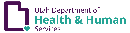 Utah Department of
Health & Human
Services